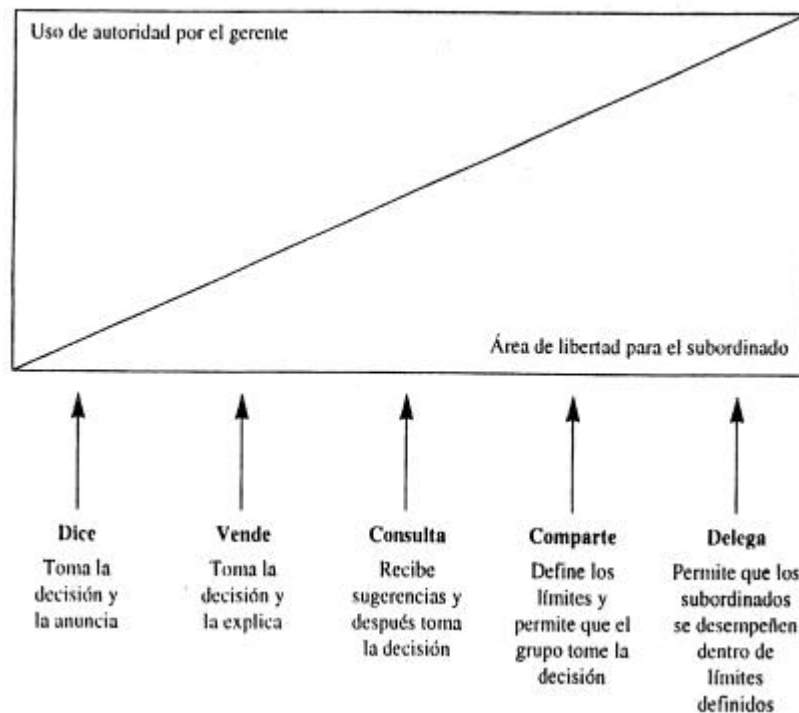 Uso de autoridad por el gerente
Área de libertad para el subordinado
Dice
Toma la
decisión y
la anuncia
Vende
Toma la
decisión y
la explica
Consulta
Recibe
sugerencias y
después toma
la decisión
Comparte
Define los
límites y
permite que el
grupo tome la
decisión
Delega
Permite que los
subordinados
se desempeñen
dentro de
límites
definidos